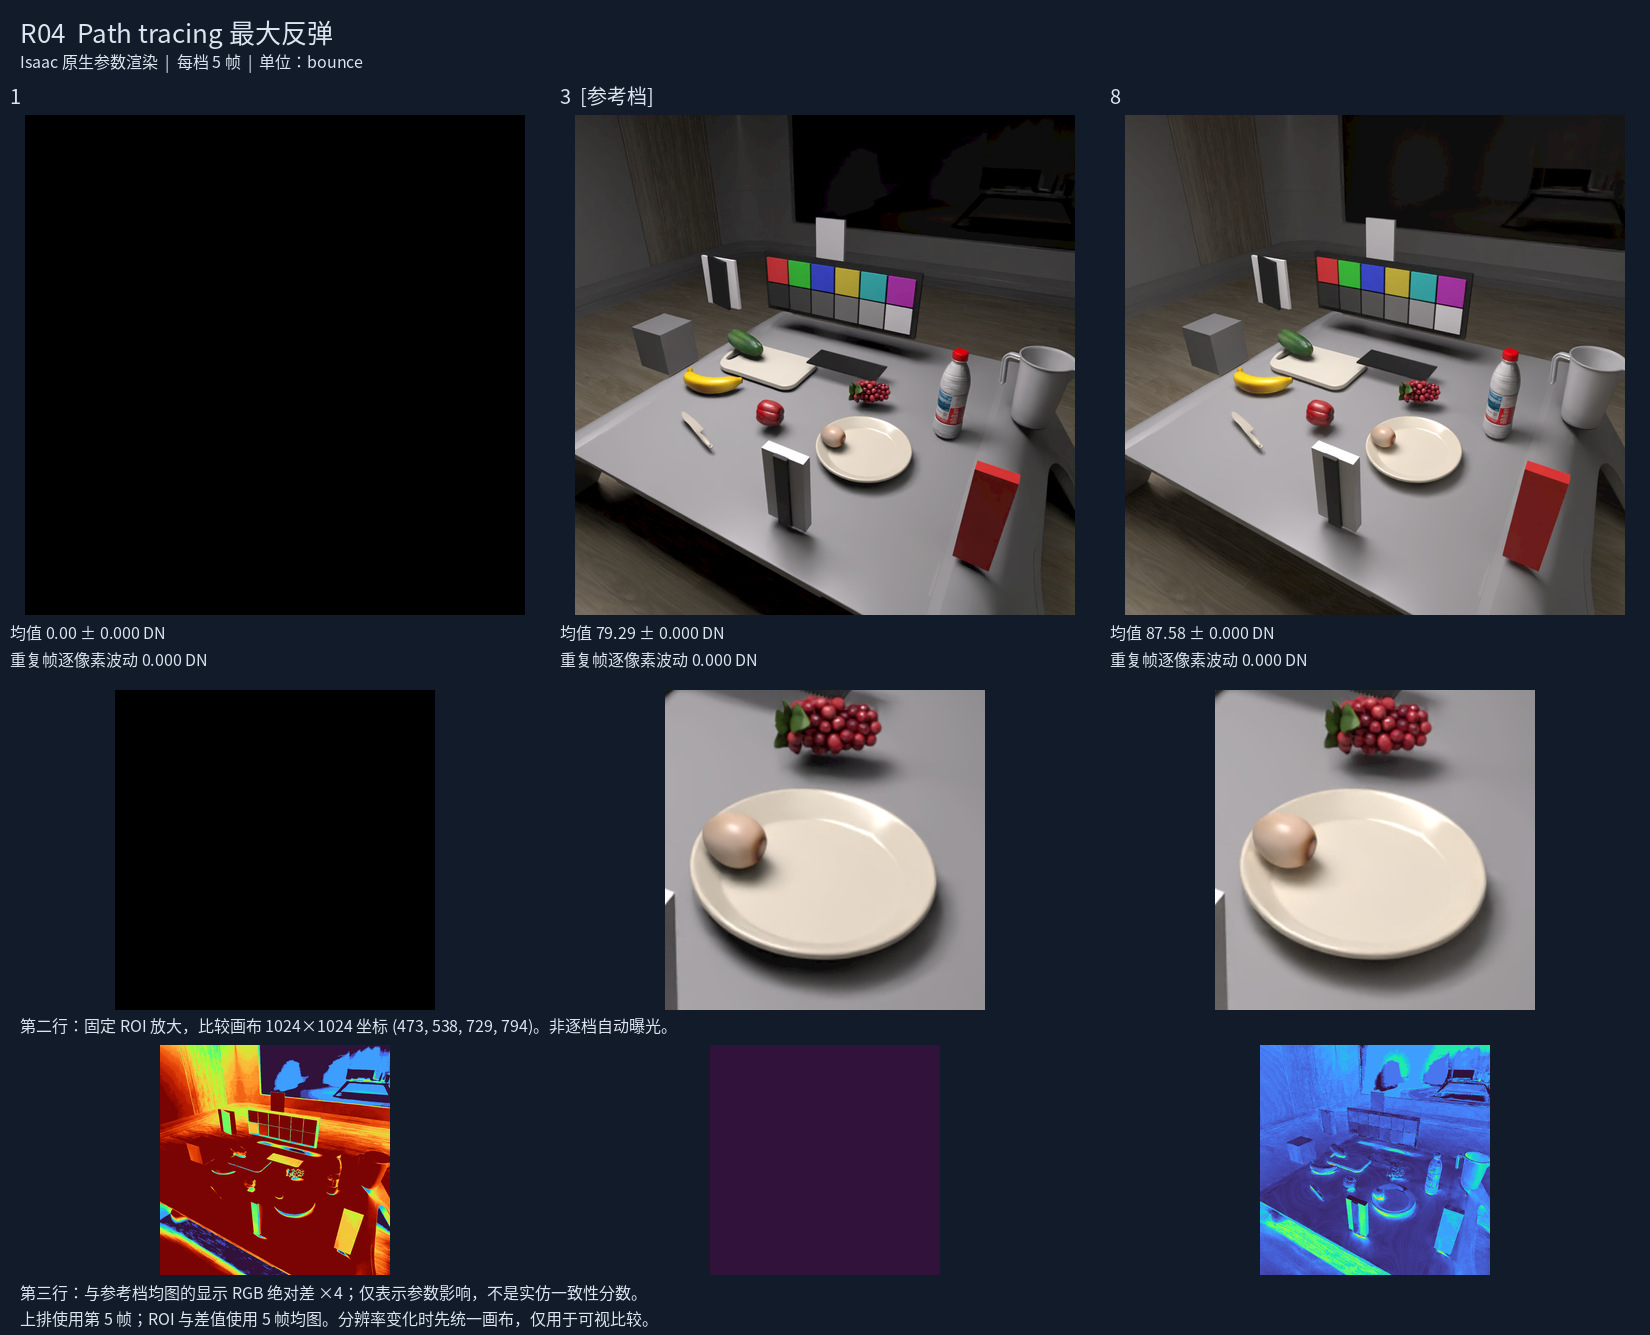 R04 Path tracing 最大反弹
Isaac 原生参数渲染 | 每档 5 帧 | 单位：bounce
1
3 [参考档]
8
均值 0.00 ± 0.000 DN
均值 79.29 ± 0.000 DN
均值 87.58 ± 0.000 DN
重复帧逐像素波动 0.000 DN
重复帧逐像素波动 0.000 DN
重复帧逐像素波动 0.000 DN
第二行：固定 ROI 放大，比较画布 1024×1024 坐标 (473, 538, 729, 794)。非逐档自动曝光。
第三行：与参考档均图的显示 RGB 绝对差 ×4；仅表示参数影响，不是实仿一致性分数。
上排使用第 5 帧；ROI 与差值使用 5 帧均图。分辨率变化时先统一画布，仅用于可视比较。